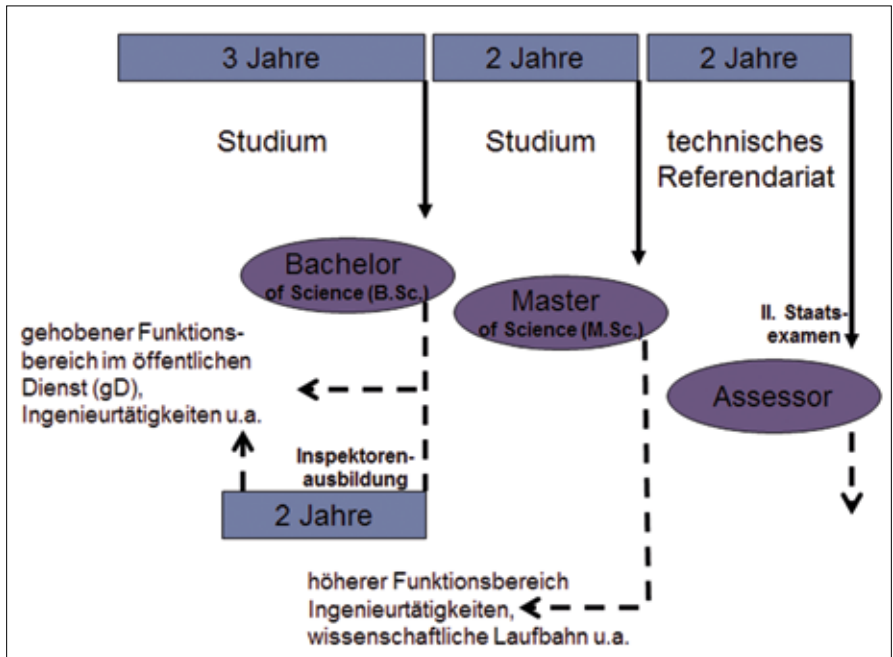 3 Jahre
2 Jahre
2 Jahre
Studium
Studium
technisches
Referendariat
Bachelor
of Science (B.Sc.)
Master
of Science (M.Sc.)
II. Staats-
examen
Assessor
gehobener Funktions-
bereich im öffentlichen
Dienst (gD),
Ingenieurtätigkeiten u.a.
Inspektoren-
ausbildung
2 Jahre
höherer Funktionsbereich
Ingenieurtätigkeiten,
wissenschaftliche Laufbahn u.a.